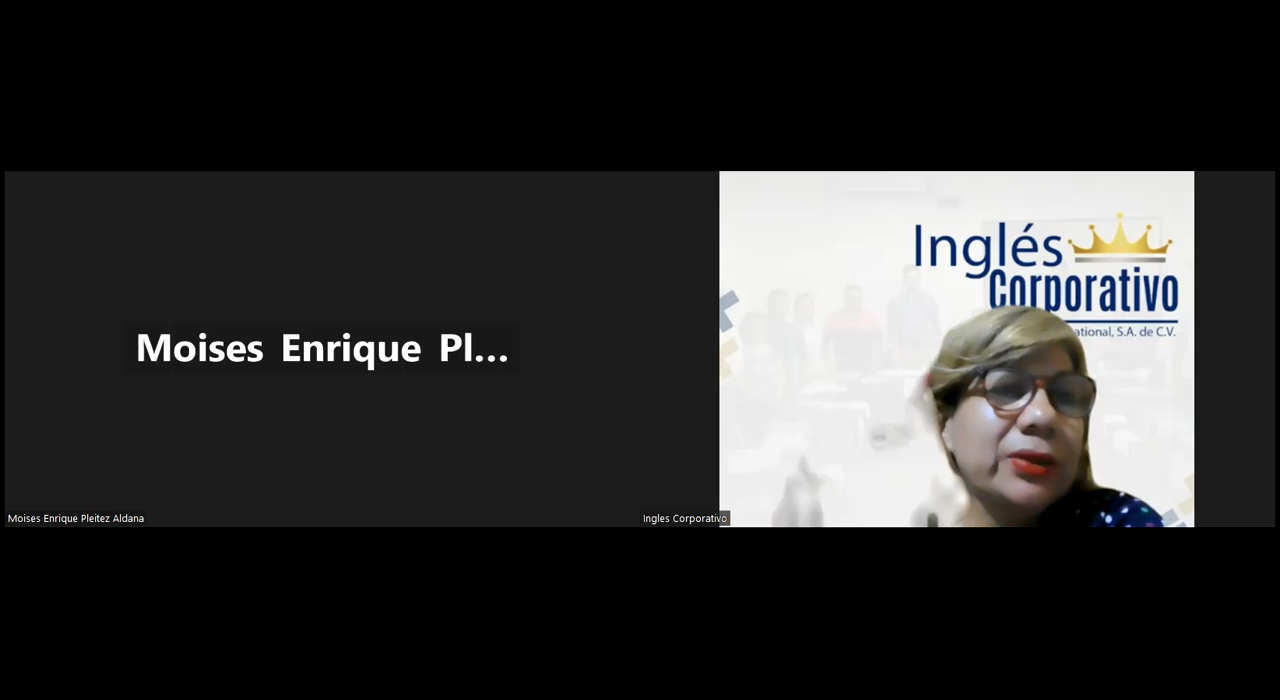 Moises Enrique Pl...
Moises Enrique Pleitez Aldana
Inglés
Corporativo
ational, S.A. de C.V.
Ingles Corporativo